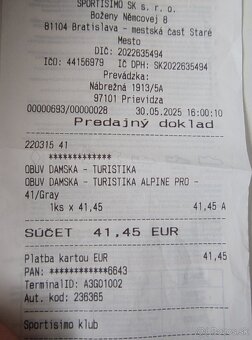 SPORTISIMO SK s. r. o.
Boženy Němcovej 8
81104 Bratislava - mestská časť Staré
Mesto
DIČ: 2022635494
IČO: 44156979 IČ DPH: SK2022635494
Prevádzka:
Nábrežná 1913/5A
97101 Prievidza
00000693/00000028 30.05.2025 16:00:10
Predajný doklad
220315 41
*************
OBUV DAMSKA - TURISTIKA
OBUV DAMSKA - TURISTIKA ALPINE PRO -
41/Gray
1ks x 41,45 41,45 A
SÚČET 41,45 EUR
Platba kartou EUR 41,45
PAN: ************6643
TerminalID: A3G01002
Aut. kód: 236365
Sportisimo klub